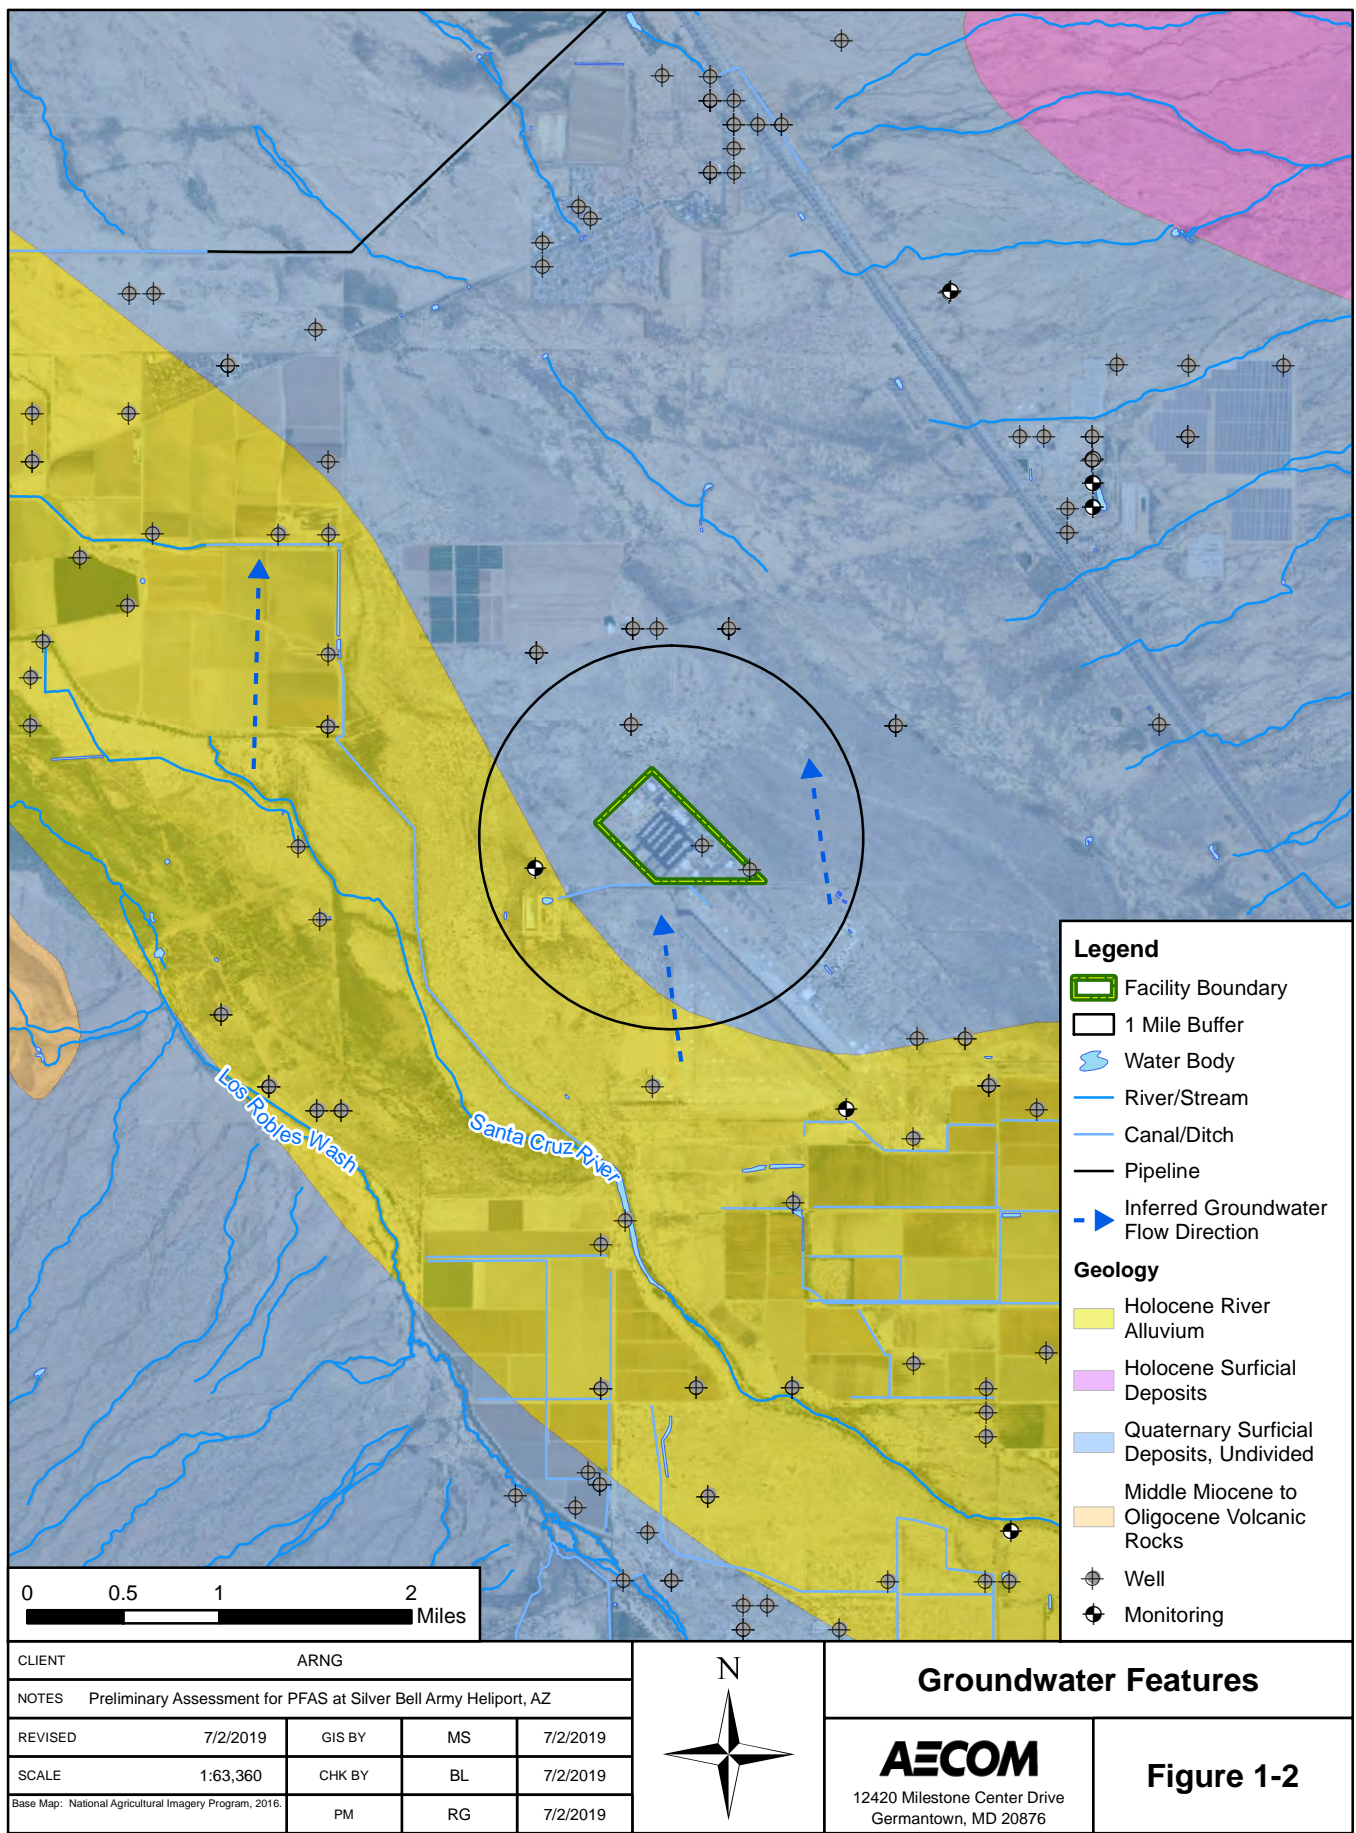 Los Robles Wash
Santa Cruz River
Legend
Facility Boundary
1 Mile Buffer
Water Body
River/Stream
Canal/Ditch
Pipeline
Inferred Groundwater
Flow Direction
Geology
Holocene River
Alluvium
Holocene Surficial
Deposits
Quaternary Surficial
Deposits, Undivided
Middle Miocene to
Oligocene Volcanic
Rocks
Well
Monitoring
0 0.5 1 2
Miles
CLIENT ARNG
NOTES Preliminary Assessment for PFAS at Silver Bell Army Heliport, AZ
REVISED 7/2/2019 GIS BY MS 7/2/2019
SCALE 1:63,360 CHK BY BL 7/2/2019
Base Map: National Agricultural Imagery Program, 2016. PM RG 7/2/2019
N
Groundwater Features
AECOM
12420 Milestone Center Drive
Germantown, MD 20876
Figure 1-2